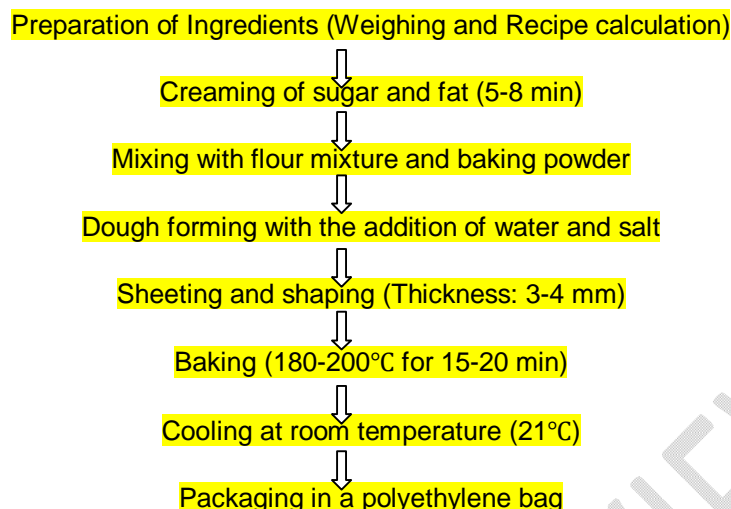 Preparation of Ingredients (Weighing and Recipe calculation)
Creaming of sugar and fat (5-8 min)
Mixing with flour mixture and baking powder
Dough forming with the addition of water and salt
Sheeting and shaping (Thickness: 3-4 mm)
Baking (180-200℃ for 15-20 min)
Cooling at room temperature (21℃)
Packaging in a polyethylene bag